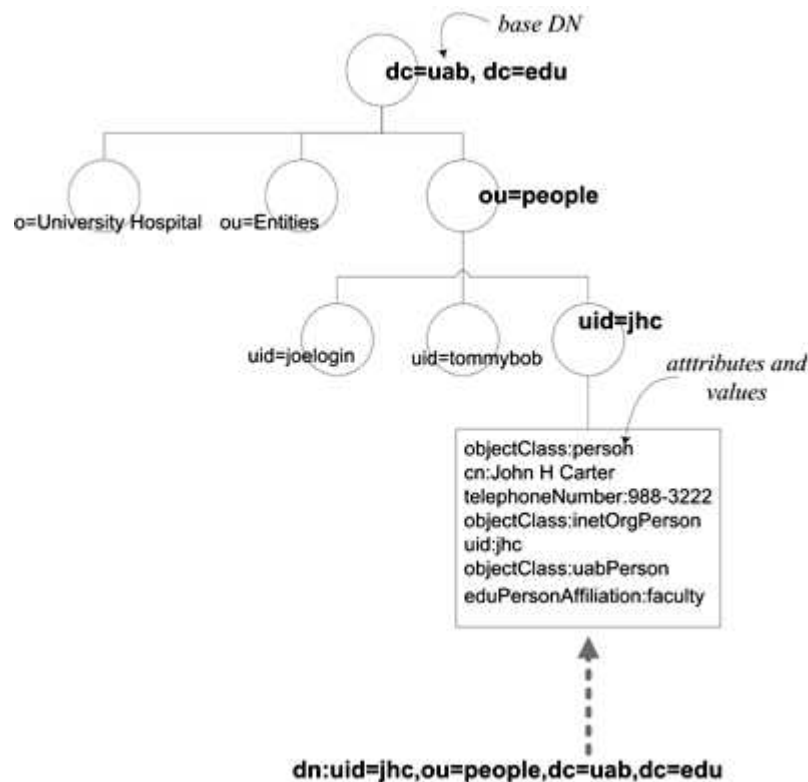 base DN
dc=uab, dc=edu
o=University Hospital
ou=Entities
ou=people
uid=joelogin
uid=tommybob
uid=jhc
atttributes and
values
objectClass:person
cn:John H Carter
telephoneNumber:988-3222
objectClass:inetOrgPerson
uid:jhc
objectClass:uabPerson
eduPersonAffiliation:faculty
dn:uid=jhc,ou=people,dc=uab,dc=edu